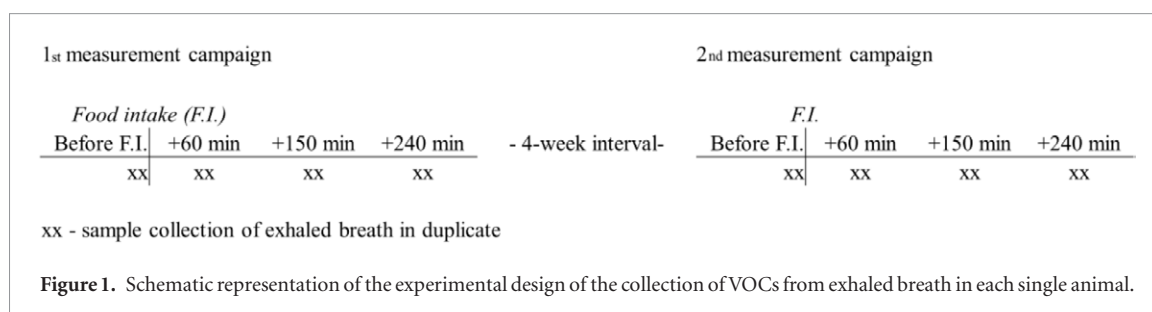 1st measurement campaign 2nd measurement campaign
Food intake (F.I.) F.I.
Before F.I. +60 min +150 min +240 min - 4-week interval- Before F.I. +60 min +150 min +240 min
xx xx xx xx xx xx xx xx
xx - sample collection of exhaled breath in duplicate
Figure 1. Schematic representation of the experimental design of the collection of VOCs from exhaled breath in each single animal.